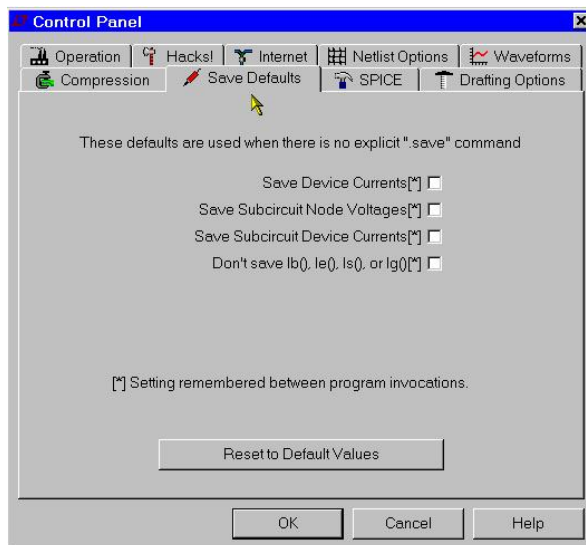 Control Panel
Operation Hacks! Internet Netlist Options Waveforms
Compression Save Defaults SPICE Drafting Options
These defaults are used when there is no explicit ".save" command
Save Device Currents[*]
Save Subcircuit Node Voltages[*]
Save Subcircuit Device Currents[*]
Don't save Ib(), Ie(), Is(), or Ig()[*]
[*] Setting remembered between program invocations.
Reset to Default Values
OK Cancel Help